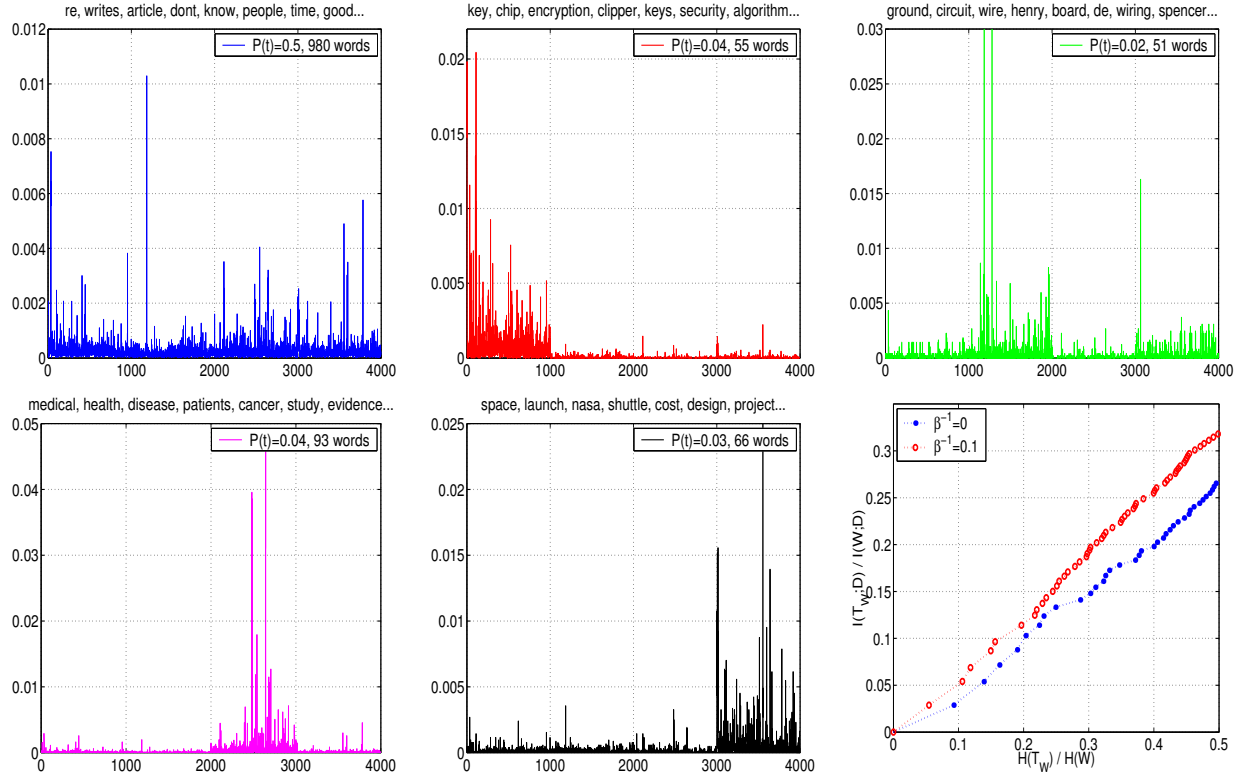 re, writes, article, dont, know, people, time, good...
0.012
0.01
0.008
0.006
0.004
0.002
0
P(t)=0.5, 980 words
0 1000 2000 3000 4000
key, chip, encryption, clipper, keys, security, algorithm...
0.02
0.015
0.01
0.005
0
P(t)=0.04, 55 words
0 1000 2000 3000 4000
ground, circuit, wire, henry, board, de, wiring, spencer...
0.03
0.025
0.02
0.015
0.01
0.005
0
P(t)=0.02, 51 words
0 1000 2000 3000 4000
medical, health, disease, patients, cancer, study, evidence...
0.05
0.04
0.03
0.02
0.01
0
P(t)=0.04, 93 words
0 1000 2000 3000 4000
space, launch, nasa, shuttle, cost, design, project...
0.025
0.02
0.015
0.01
0.005
0
P(t)=0.03, 66 words
0 1000 2000 3000 4000
I(T_W;D) / I(W;D)
0.3
0.25
0.2
0.15
0.1
0.05
0
β⁻¹=0
β⁻¹=0.1
0 0.1 0.2 0.3 0.4 0.5
H(T_W) / H(W)